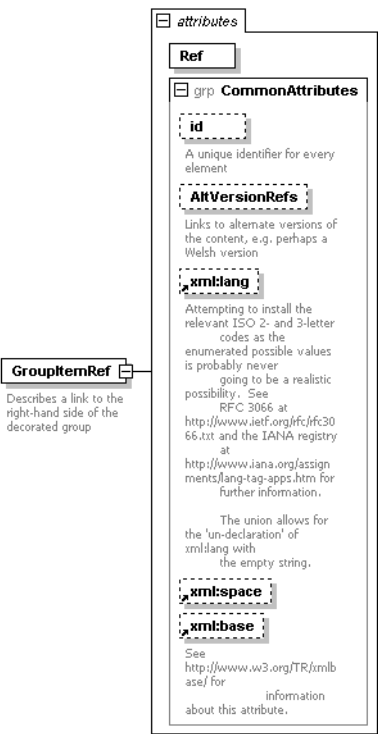 attributes
Ref
grp CommonAttributes
id
A unique identifier for every
element
AltVersionRefs
Links to alternate versions of
the content, e.g. perhaps a
Welsh version
xml:lang
Attempting to install the
relevant ISO 2- and 3-letter
codes as the
enumerated possible values
is probably never
going to be a realistic
possibility. See
RFC 3066 at
http://www.ietf.org/rfc/rfc30
66.txt and the IANA registry
at
http://www.iana.org/assign
ments/lang-tag-apps.htm for
further information.
The union allows for
the 'un-declaration' of
xml:lang with
the empty string.
xml:space
xml:base
See
http://www.w3.org/TR/xmlb
ase/ for
information
about this attribute.
GroupItemRef
Describes a link to the
right-hand side of the
decorated group